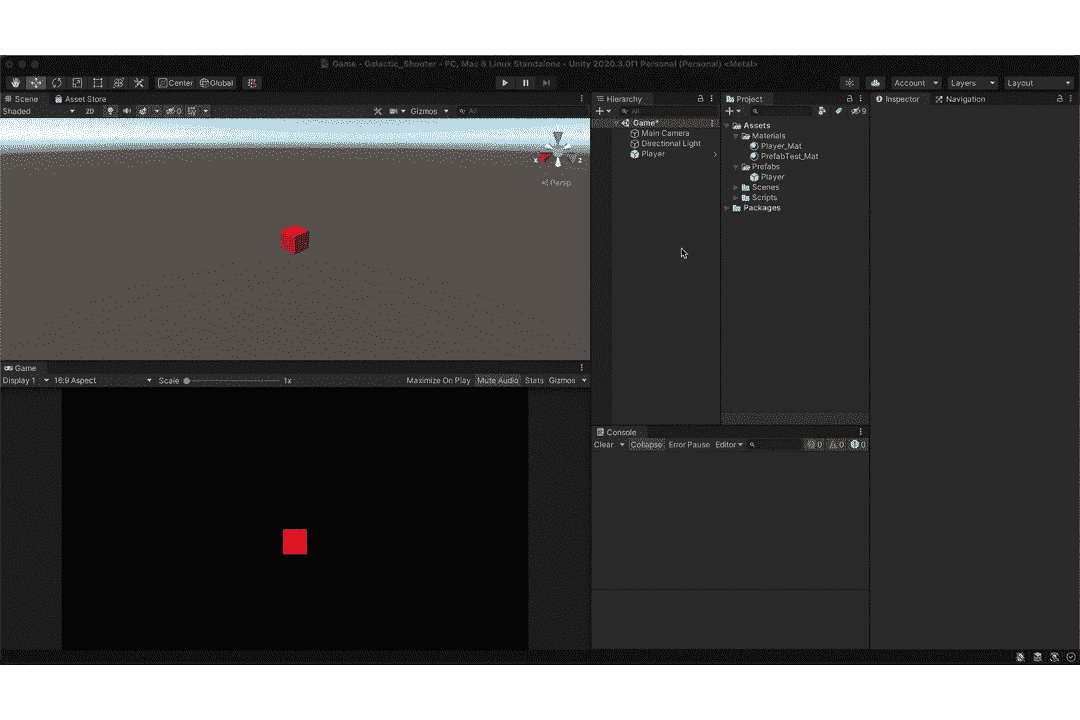 Game - Galactic_Shooter - PC, Mac & Linux Standalone - Unity 2020.3.0f1 Personal (Personal) <Metal>
Center Global Account Layers Layout
Scene Asset Store Hierarchy Project Inspector Navigation
Shaded 2D 0 Gizmos All All 9
Game*
Main Camera
Directional Light
Player
Assets
Materials
Player_Mat
PrefabTest_Mat
Prefabs
Player
Scenes
Scripts
Packages
x z
Persp
Game
Display 1 16:9 Aspect Scale 1x Maximize On Play Mute Audio Stats Gizmos
Console
Clear Collapse Error Pause Editor 0 0 0